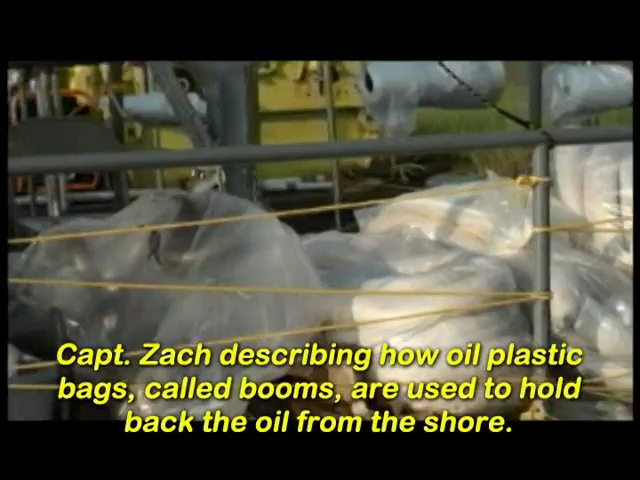 Capt. Zach describing how oil plastic
bags, called booms, are used to hold
back the oil from the shore.